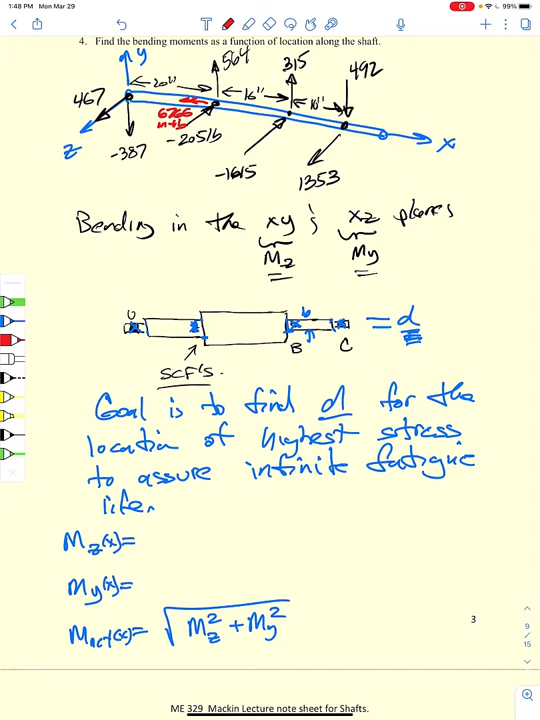 1:48 PM Mon Mar 29
99%
4. Find the bending moments as a function of location along the shaft.
y
564
315
492
20"
16"
10"
467
6766
in-lb
z
-387
-205 lb
-1615
1353
x
Bending in the xy & xz planes
Mz My
O
b
B C
= d
SCF'S.
Goal is to find d for the
location of highest stress
to assure infinite fatigue
life.
Mz(x)=
My(x)=
√Mz² + My²
3
9
15
ME 329 Mackin Lecture note sheet for Shafts.